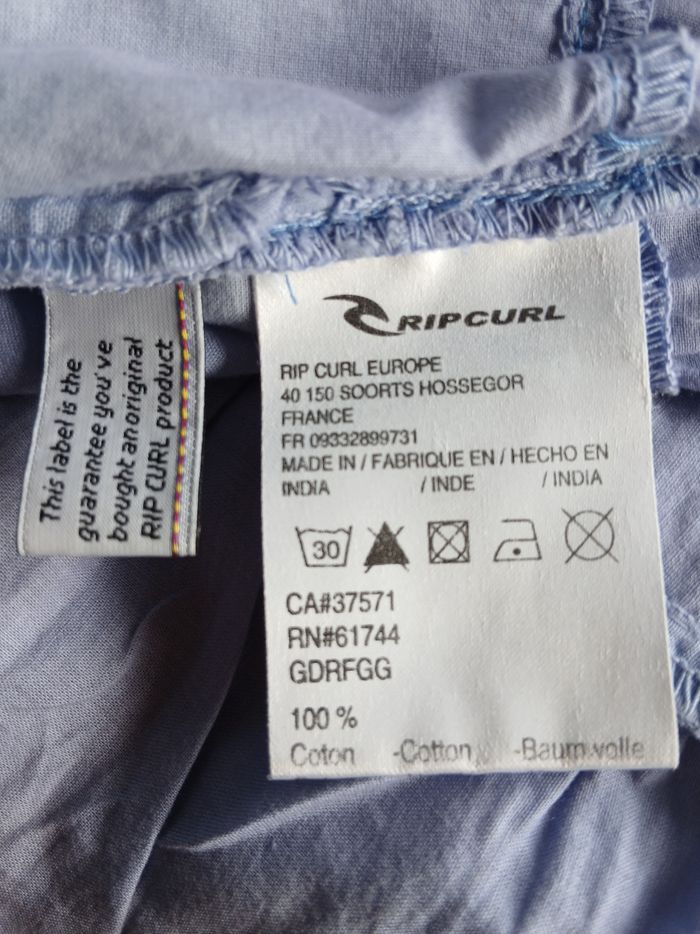 This label is the
guarantee you've
bought an original
RIP CURL product
RIPCURL
RIP CURL EUROPE
40 150 SOORTS HOSSEGOR
FRANCE
FR 09332899731
MADE IN / FABRIQUE EN / HECHO EN
INDIA / INDE / INDIA
30
CA#37571
RN#61744
GDRFGG
100 %
Coton -Cotton -Baumwolle